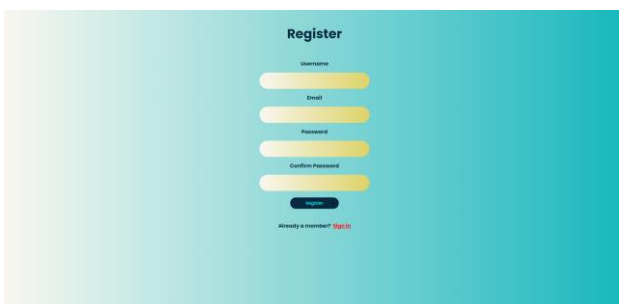 Register
Username
Email
Password
Confirm Password
Register
Already a member? Sign in